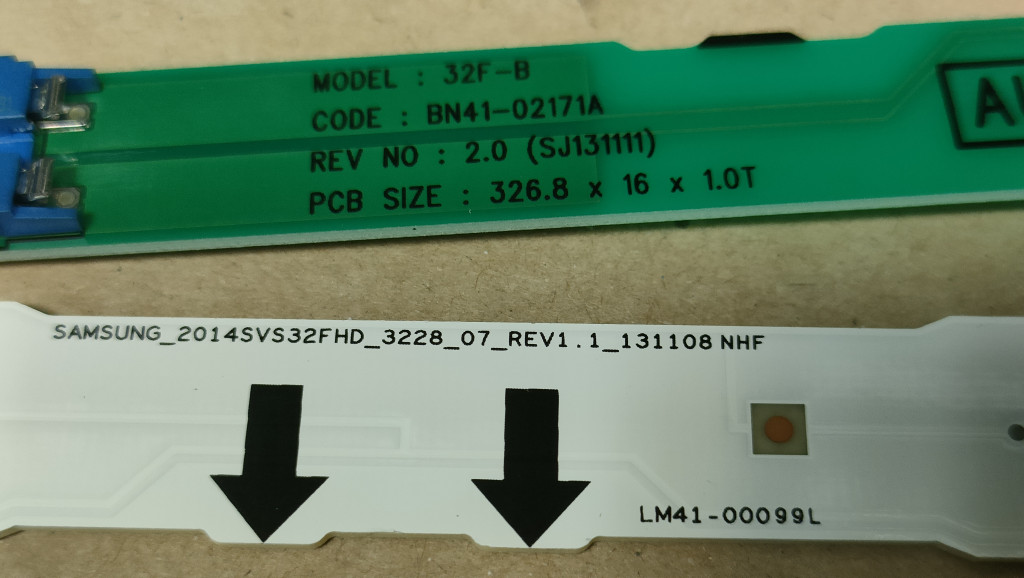 MODEL : 32F-B
CODE : BN41-02171A
REV NO : 2.0 (SJ131111)
PCB SIZE : 326.8 x 16 x 1.0T
SAMSUNG_2014SVS32FHD_3228_07_REV1.1_131108 NHF
LM41-00099L